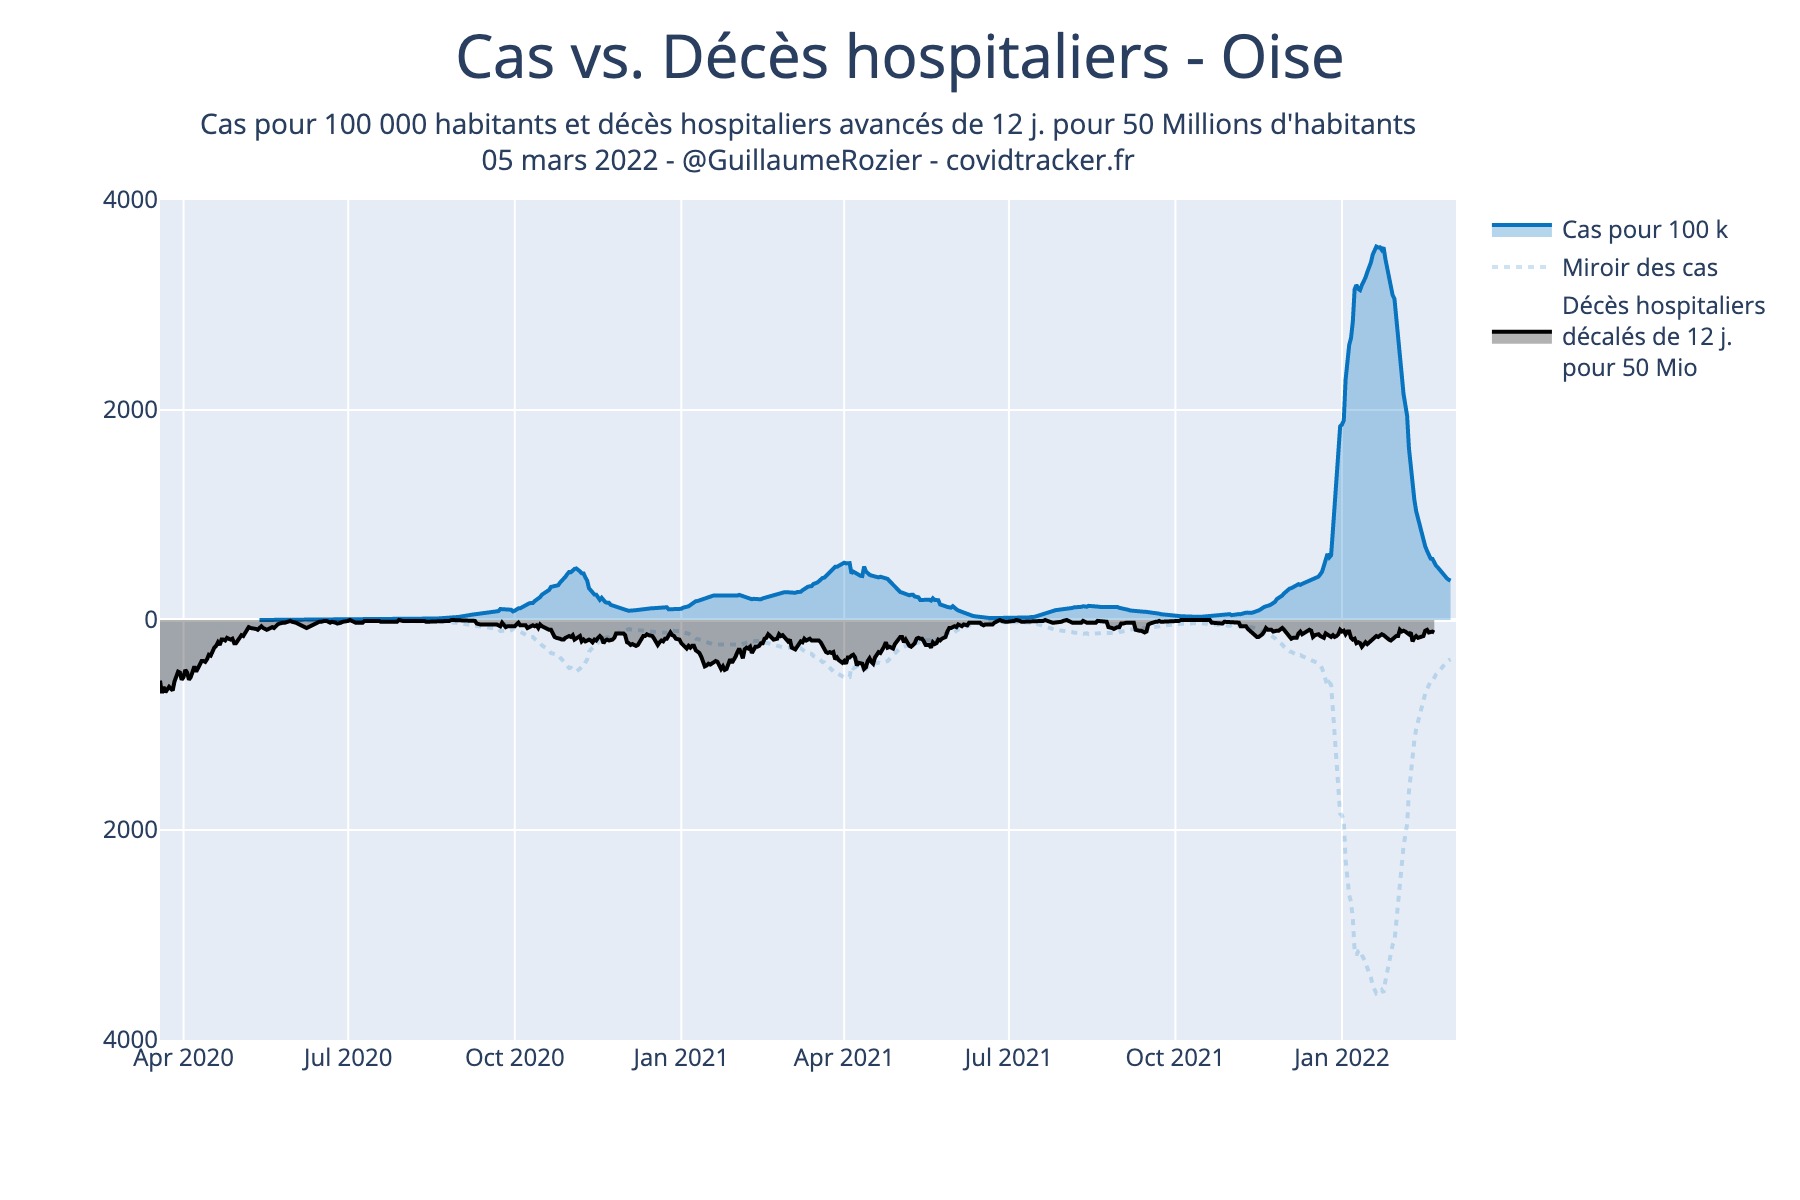 Cas vs. Décès hospitaliers - Oise
Cas pour 100 000 habitants et décès hospitaliers avancés de 12 j. pour 50 Millions d'habitants
05 mars 2022 - @GuillaumeRozier - covidtracker.fr
4000
2000
0
2000
4000
Apr 2020
Jul 2020
Oct 2020
Jan 2021
Apr 2021
Jul 2021
Oct 2021
Jan 2022
Cas pour 100 k
Miroir des cas
Décès hospitaliers
décalés de 12 j.
pour 50 Mio